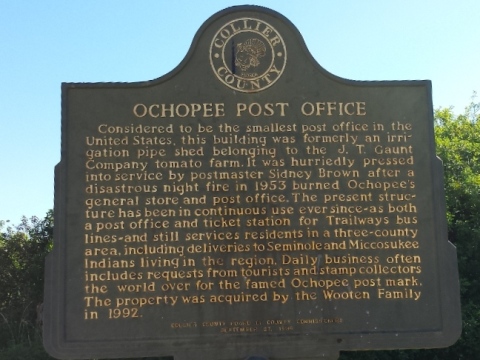 COLLIER
COUNTY
OCHOPEE POST OFFICE
Considered to be the smallest post office in the
United States, this building was formerly an irri-
gation pipe shed belonging to the J. T. Gaunt
Company tomato farm. It was hurriedly pressed
into service by postmaster Sidney Brown after a
disastrous night fire in 1953 burned Ochopee's
general store and post office. The present struc-
ture has been in continuous use ever since-as both
a post office and ticket station for Trailways bus
lines-and still services residents in a three-county
area, including deliveries to Seminole and Miccosukee
Indians living in the region. Daily business often
includes requests from tourists and stamp collectors
the world over for the famed Ochopee post mark.
The property was acquired by the Wooten Family
in 1992.
COLLIER COUNTY